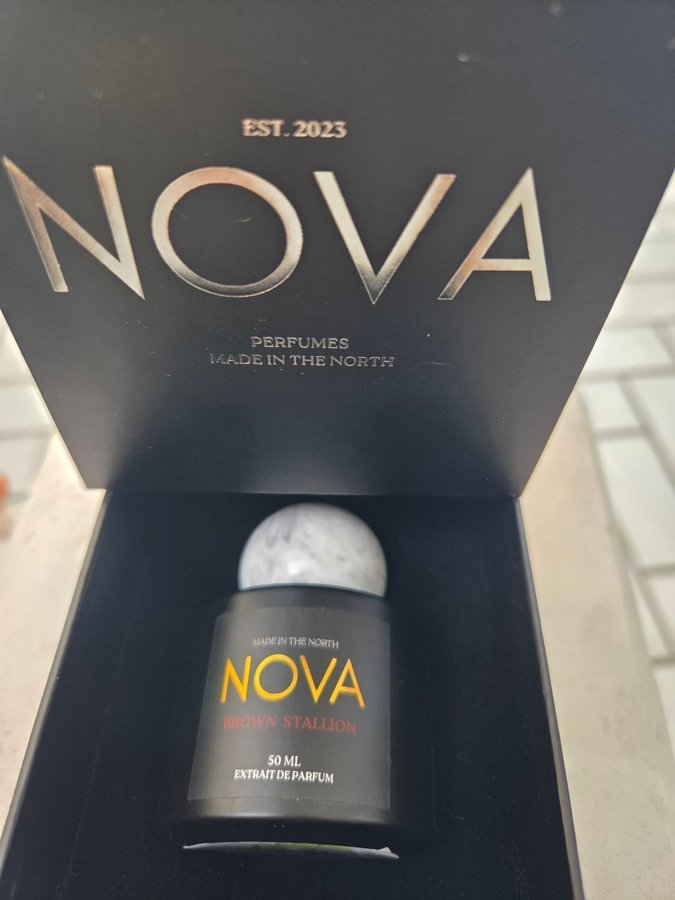 EST. 2023
NOVA
PERFUMES
MADE IN THE NORTH
MADE IN THE NORTH
NOVA
BROWN STALLION
50 ML
EXTRAIT DE PARFUM